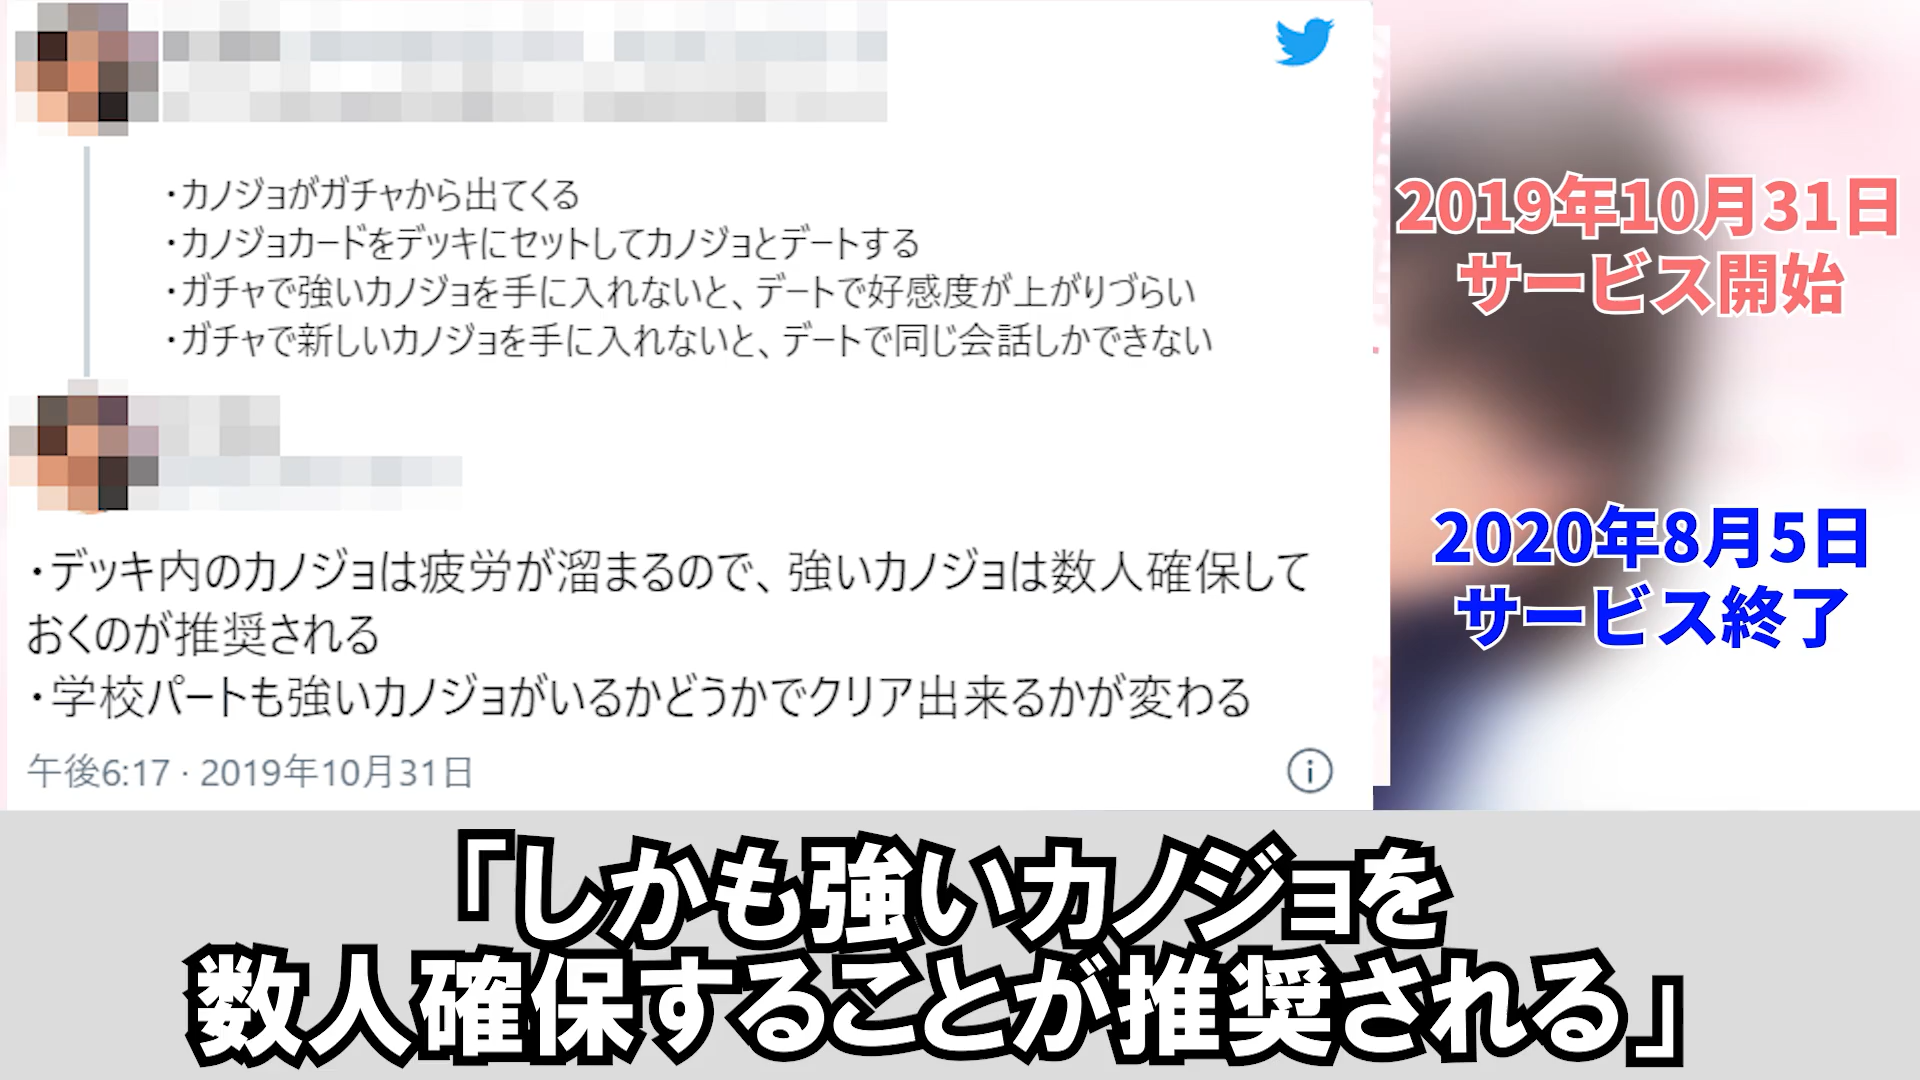 ・カノジョがガチャから出てくる
・カノジョカードをデッキにセットしてカノジョとデートする
・ガチャで強いカノジョを手に入れないと、デートで好感度が上がりづらい
・ガチャで新しいカノジョを手に入れないと、デートで同じ会話しかできない
・デッキ内のカノジョは疲労が溜まるので、強いカノジョは数人確保して
おくのが推奨される
・学校パートも強いカノジョがいるかどうかでクリア出来るかが変わる
午後6:17 · 2019年10月31日
2019年10月31日
サービス開始
2020年8月5日
サービス終了
「しかも強いカノジョを
数人確保することが推奨される」